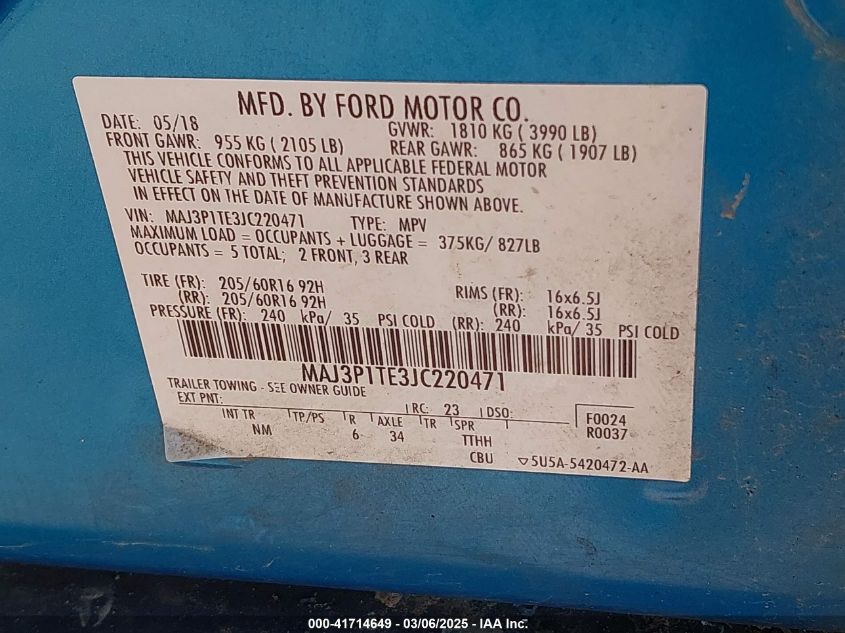 MFD. BY FORD MOTOR CO.
DATE: 05/18 GVWR: 1810 KG ( 3990 LB)
FRONT GAWR: 955 KG ( 2105 LB) REAR GAWR: 865 KG ( 1907 LB)
THIS VEHICLE CONFORMS TO ALL APPLICABLE FEDERAL MOTOR
VEHICLE SAFETY AND THEFT PREVENTION STANDARDS
IN EFFECT ON THE DATE OF MANUFACTURE SHOWN ABOVE.
VIN: MAJ3P1TE3JC220471 TYPE: MPV
MAXIMUM LOAD = OCCUPANTS + LUGGAGE = 375KG/ 827LB
OCCUPANTS = 5 TOTAL; 2 FRONT, 3 REAR
TIRE (FR): 205/60R16 92H RIMS (FR): 16x6.5J
(RR): 205/60R16 92H (RR): 16x6.5J
PRESSURE (FR): 240 kPa/ 35 PSI COLD (RR): 240 kPa/ 35 PSI COLD
MAJ3P1TE3JC220471
TRAILER TOWING - SEE OWNER GUIDE
EXT PNT: RC: 23 DSO: F0024
INT TR TP/PS R AXLE TR SPR R0037
NM 6 34 TTHH
CBU 5U5A-5420472-AA
000-41714649 - 03/06/2025 - IAA Inc.